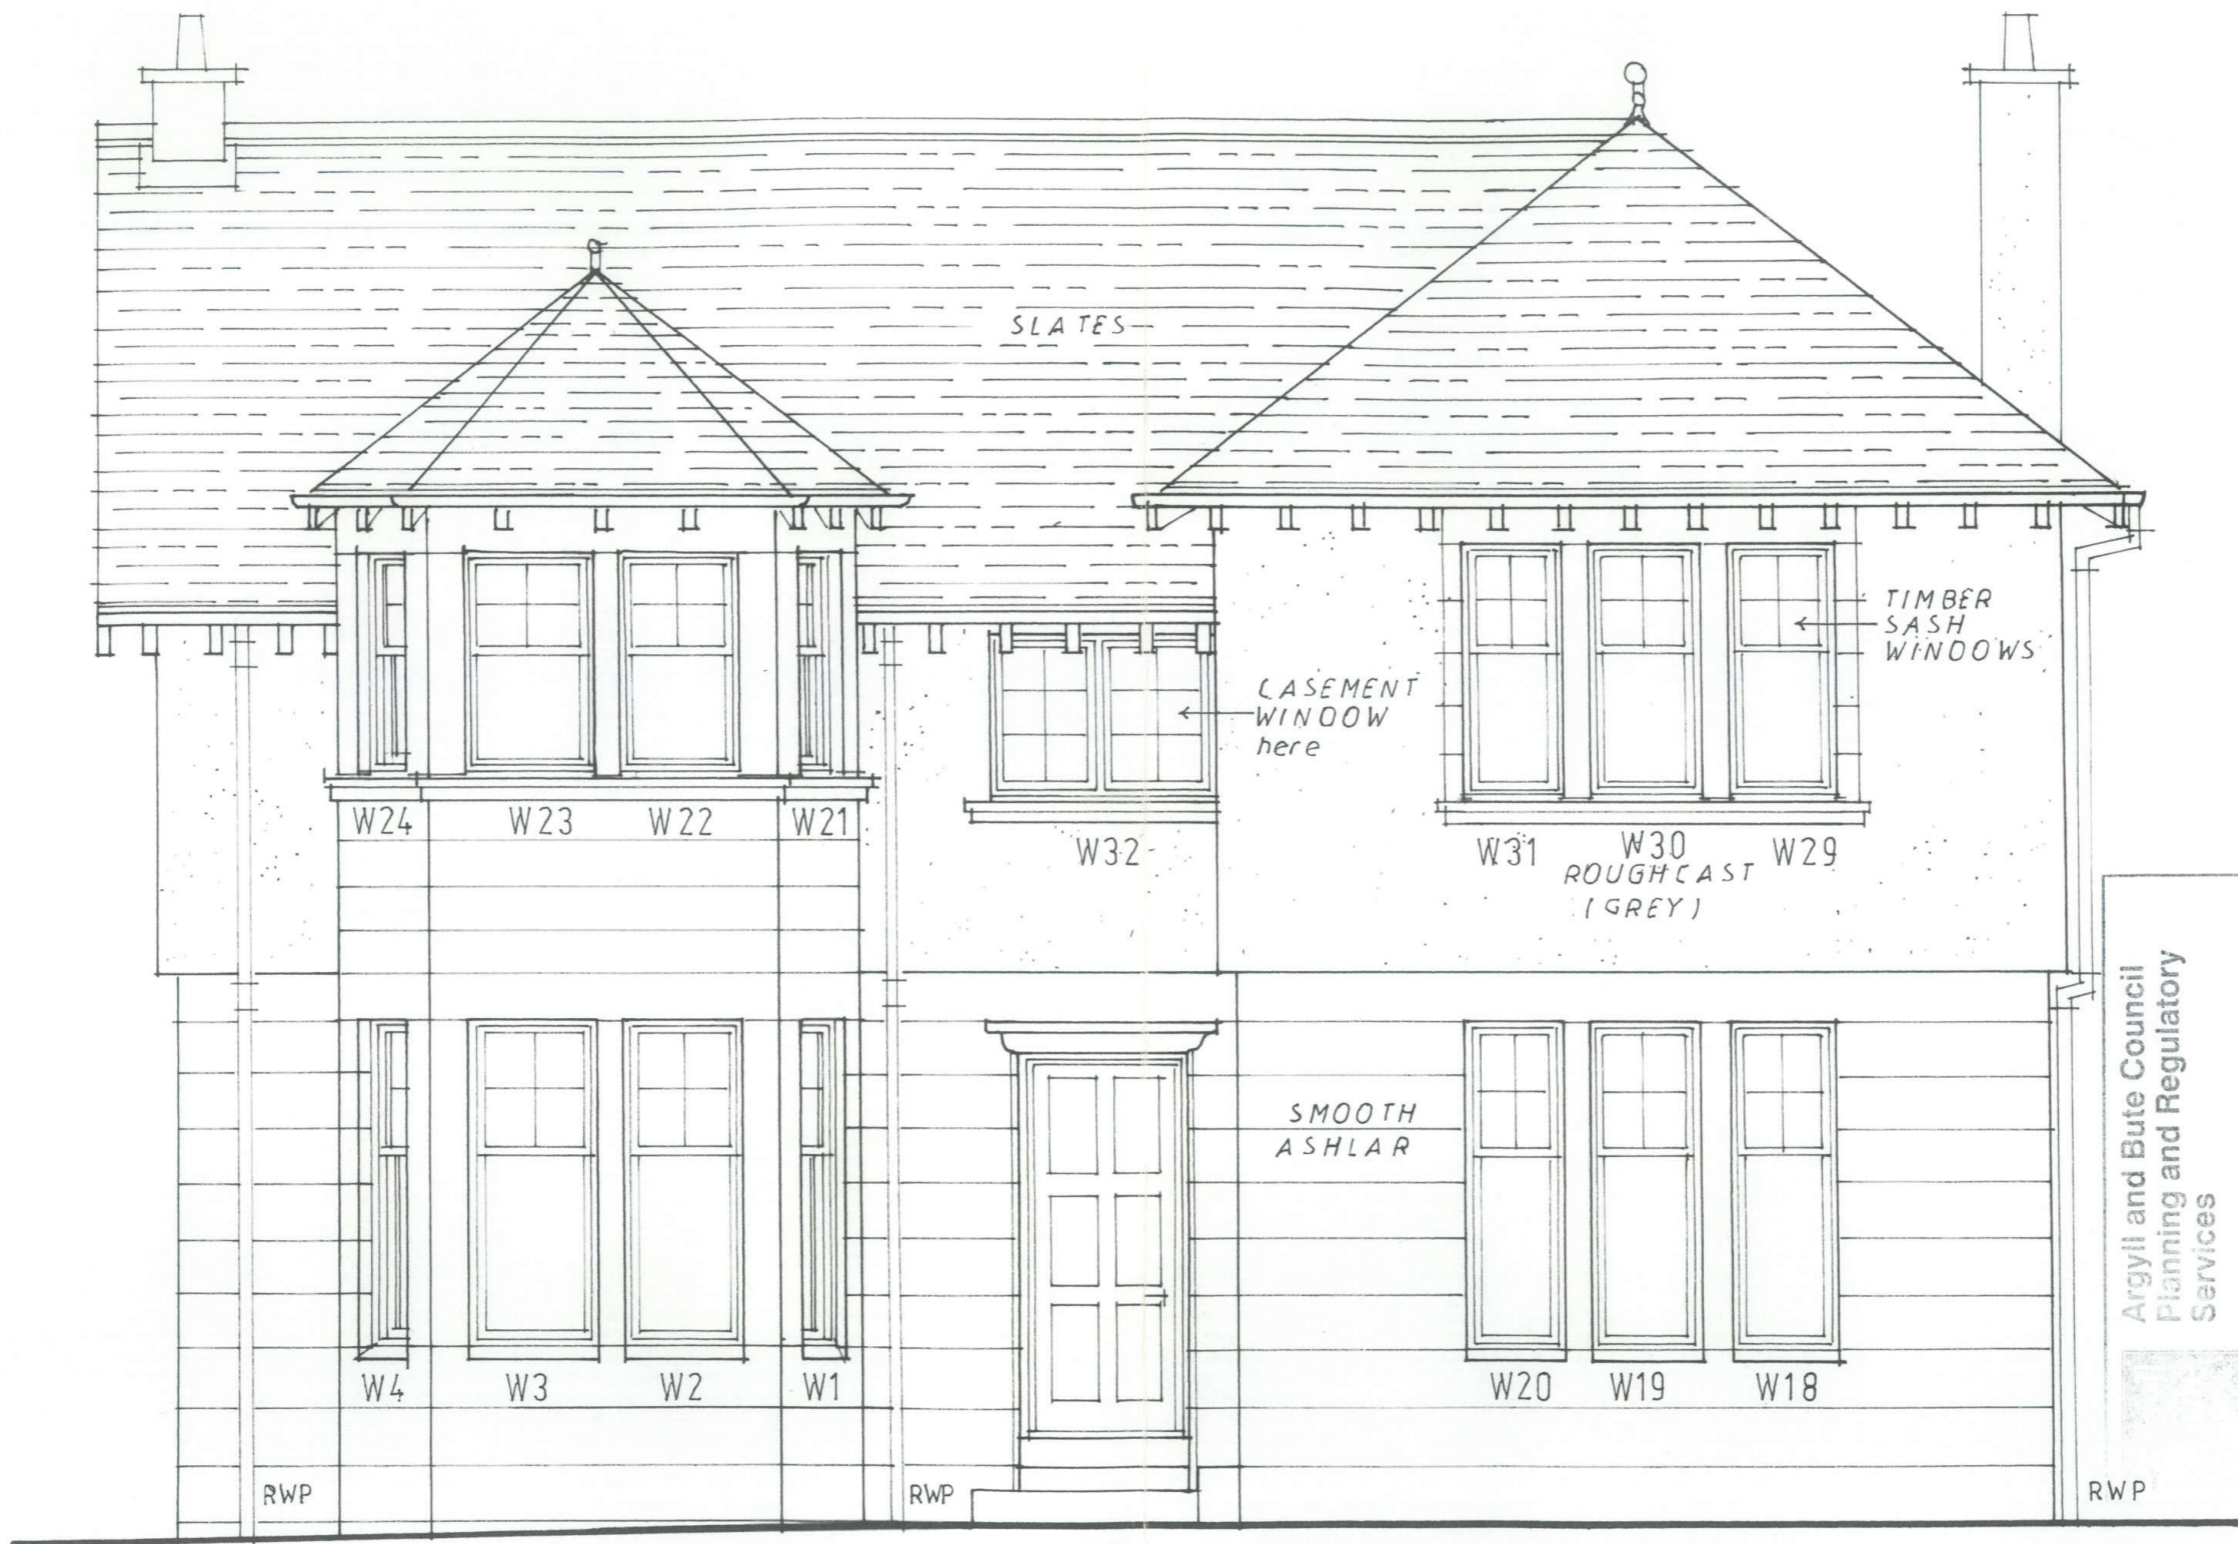 SLATES
TIMBER
SASH
WINDOWS
CASEMENT
WINDOW
here
W24 W23 W22 W21
W32
W31 W30 W29
ROUGHCAST
(GREY)
SMOOTH
ASHLAR
W4 W3 W2 W1
W20 W19 W18
RWP RWP RWP
Argyll and Bute Council
Planning and Regulatory
Services